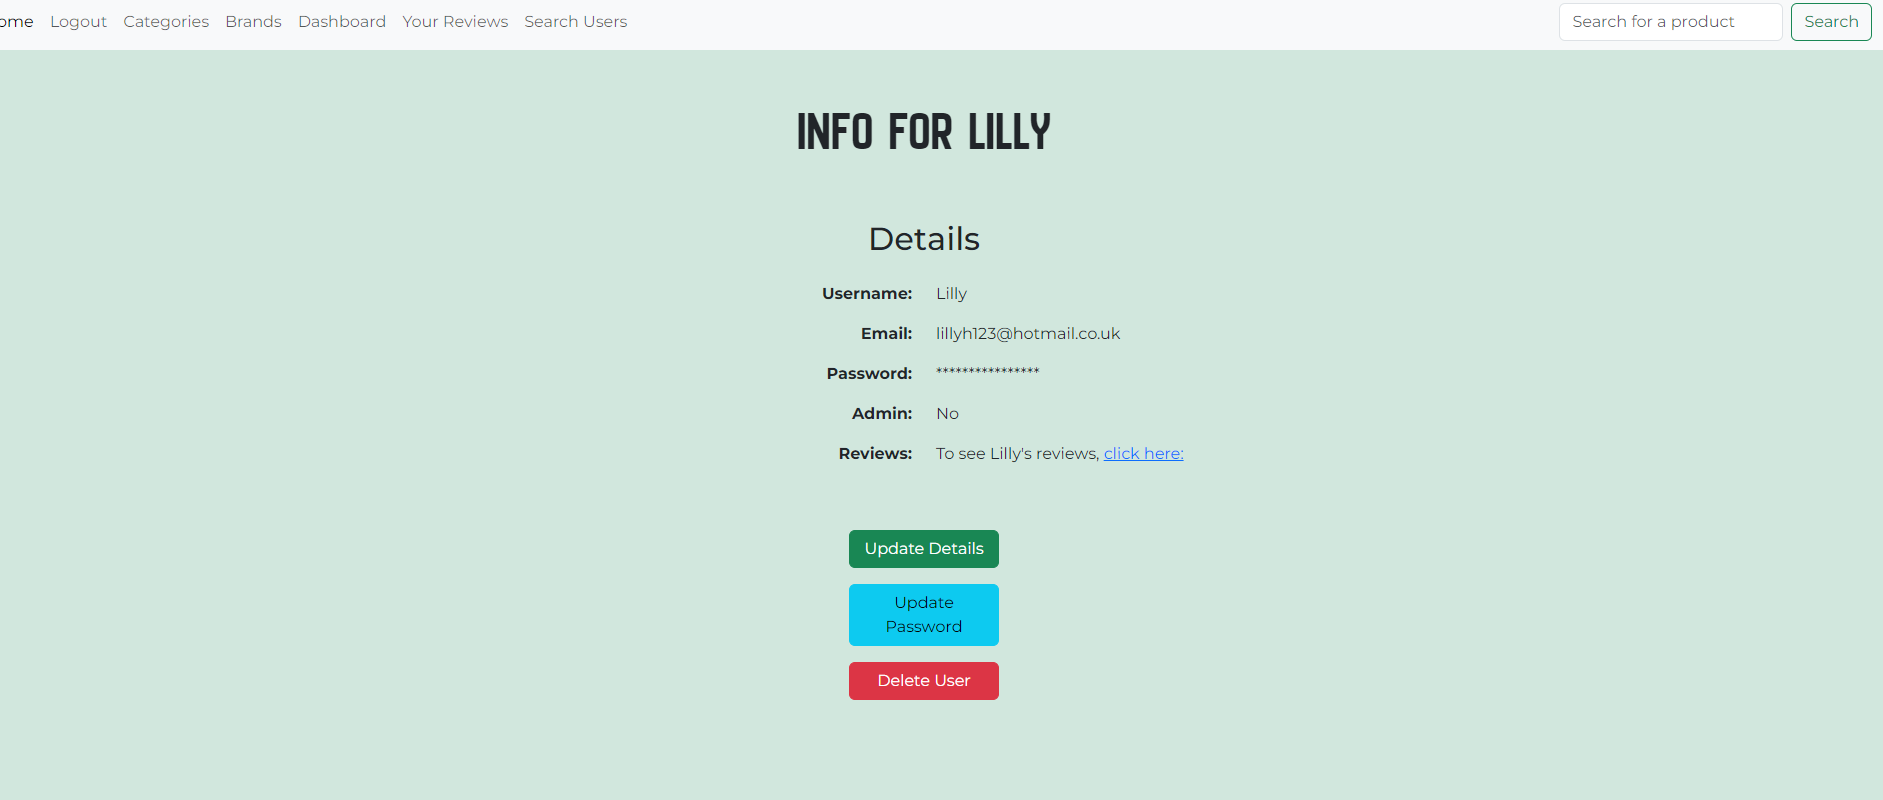 ome Logout Categories Brands Dashboard Your Reviews Search Users Search for a product Search
INFO FOR LILLY
Details
Username: Lilly
Email: lillyh123@hotmail.co.uk
Password: ****************
Admin: No
Reviews: To see Lilly's reviews, click here:
Update Details
Update
Password
Delete User